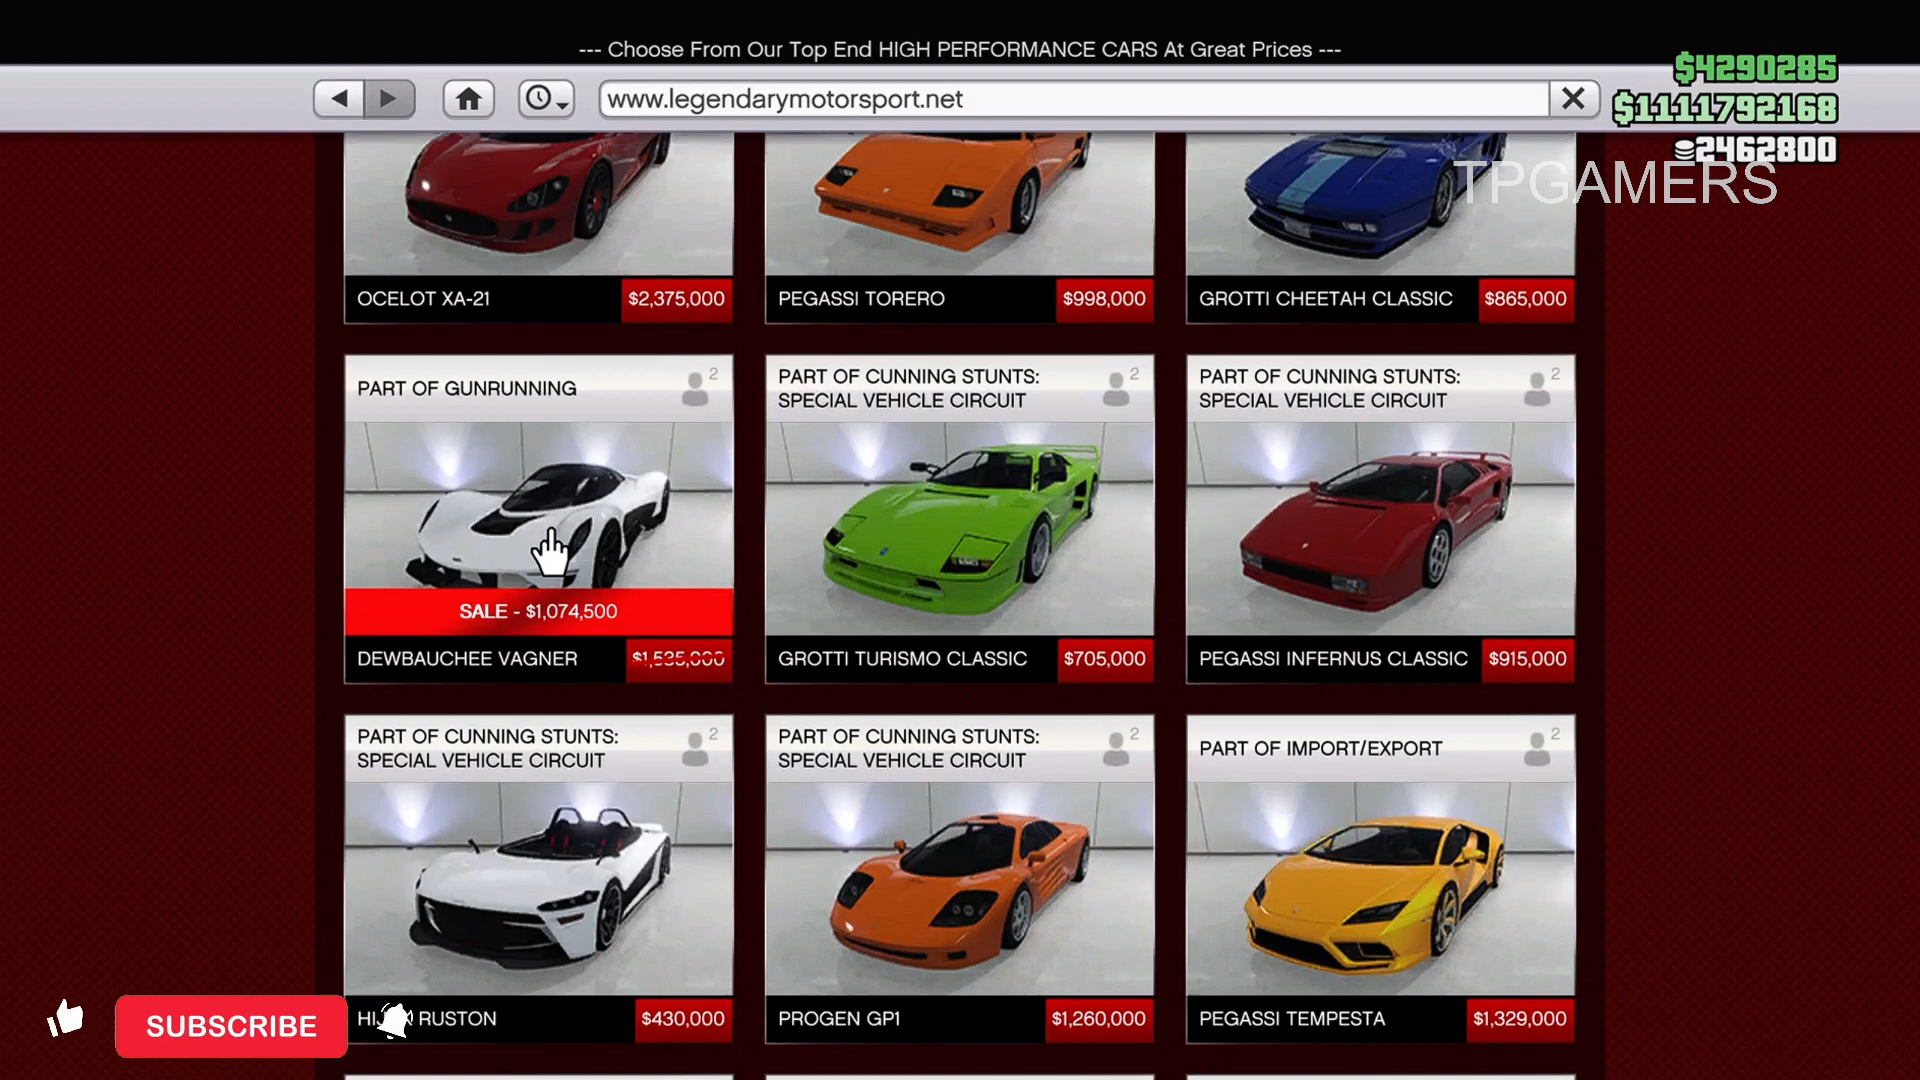 --- Choose From Our Top End HIGH PERFORMANCE CARS At Great Prices ---
$4290285
www.legendarymotorsport.net
$1111792168
2462800
TPGAMERS
OCELOT XA-21 $2,375,000
PEGASSI TORERO $998,000
GROTTI CHEETAH CLASSIC $865,000
PART OF GUNRUNNING 2
SALE - $1,074,500
DEWBAUCHEE VAGNER $1,535,000
PART OF CUNNING STUNTS: 2
SPECIAL VEHICLE CIRCUIT
GROTTI TURISMO CLASSIC $705,000
PART OF CUNNING STUNTS: 2
SPECIAL VEHICLE CIRCUIT
PEGASSI INFERNUS CLASSIC $915,000
PART OF CUNNING STUNTS: 2
SPECIAL VEHICLE CIRCUIT
RUSTON $430,000
PART OF CUNNING STUNTS: 2
SPECIAL VEHICLE CIRCUIT
PROGEN GP1 $1,260,000
PART OF IMPORT/EXPORT 2
PEGASSI TEMPESTA $1,329,000
SUBSCRIBE